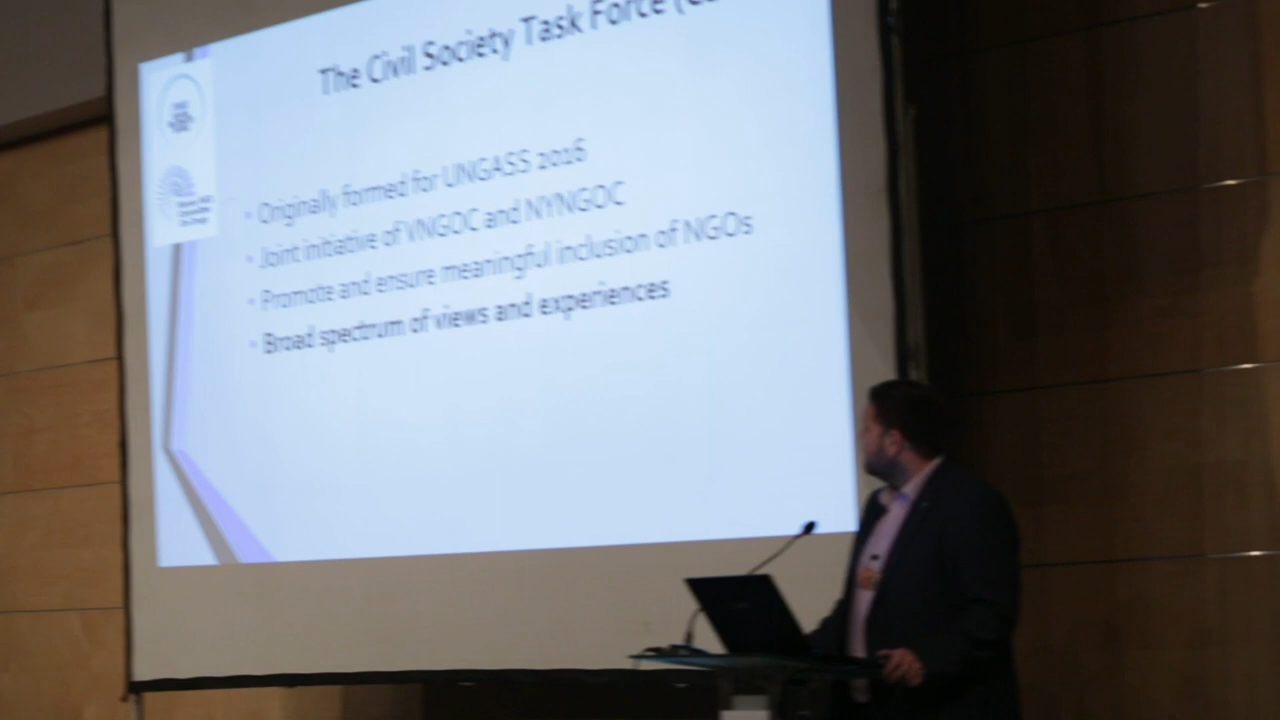 The Civil Society Task Force
• Originally formed for UNGASS 2016
• Joint initiative of VNGOC and NYNGOC
• Promote and ensure meaningful inclusion of NGOs
• Broad spectrum of views and experiences